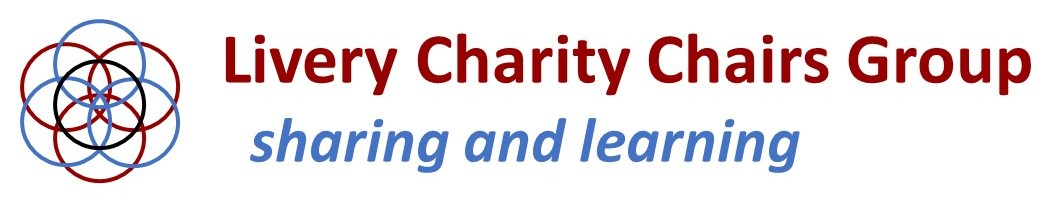 Livery Charity Chairs Group
sharing and learning